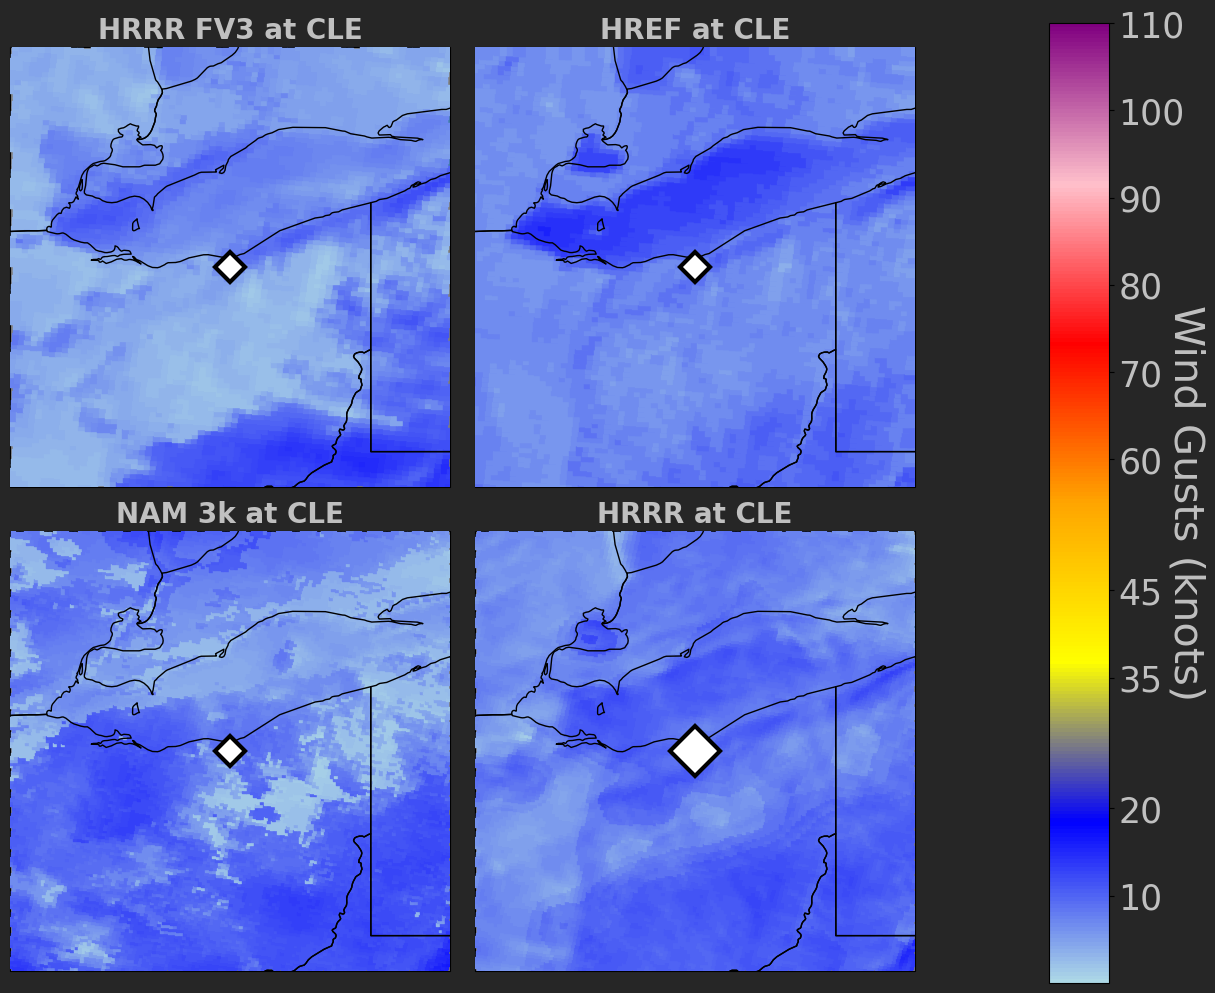 HRRR FV3 at CLE
HREF at CLE
NAM 3k at CLE
HRRR at CLE
110
100
90
80
70
60
45
35
20
10
Wind Gusts (knots)